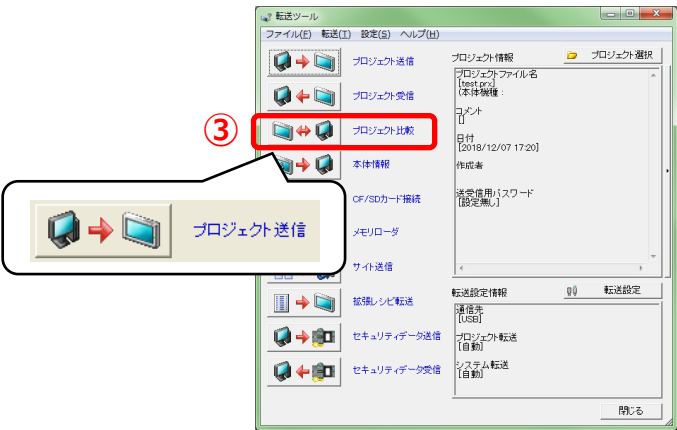 転送ツール
ファイル(F) 転送(T) 設定(S) ヘルプ(H)
プロジェクト送信
プロジェクト受信
③
プロジェクト比較
本体情報
CF/SDカード接続
メモリローダ
サイト送信
拡張レシピ転送
セキュリティデータ送信
セキュリティデータ受信
プロジェクト送信
プロジェクト情報
プロジェクト選択
プロジェクトファイル名
[test.prx]
(本体機種 :
コメント
[]
日付
[2018/12/07 17:20]
作成者
送受信用パスワード
[設定無し]
転送設定情報
転送設定
通信先
[USB]
プロジェクト転送
[自動]
システム転送
[自動]
閉じる